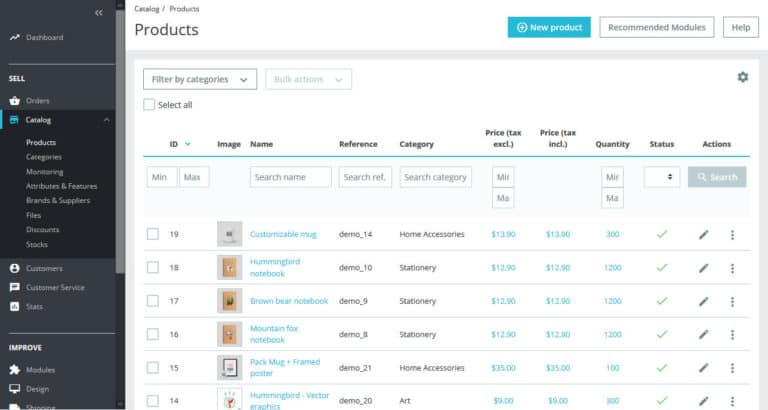 «
Dashboard
SELL
Orders
Catalog
Products
Categories
Monitoring
Attributes & Features
Brands & Suppliers
Files
Discounts
Stocks
Customers
Customer Service
Stats
IMPROVE
Modules
Design
Shipping
Catalog / Products
Products
New product
Recommended Modules
Help
Filter by categories
Bulk actions
Select all
ID Image Name Reference Category Price (tax excl.) Price (tax incl.) Quantity Status Actions
Min Max Search name Search ref. Search category Min Min Search
Ma Ma
19 Customizable mug demo_14 Home Accessories $13.90 $13.90 300
18 Hummingbird notebook demo_10 Stationery $12.90 $12.90 1200
17 Brown bear notebook demo_9 Stationery $12.90 $12.90 1200
16 Mountain fox notebook demo_8 Stationery $12.90 $12.90 1200
15 Pack Mug + Framed poster demo_21 Home Accessories $35.00 $35.00 100
14 Hummingbird - Vector graphics demo_20 Art $9.00 $9.00 300